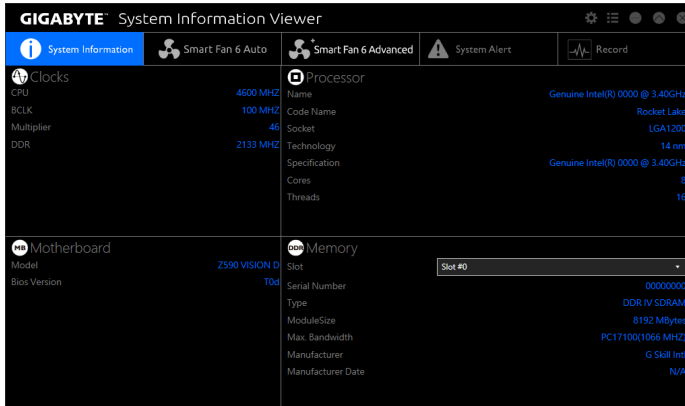 GIGABYTE™ System Information Viewer
System Information
Smart Fan 6 Auto
Smart Fan 6 Advanced
System Alert
Record
Clocks
CPU 4600 MHZ
BCLK 100 MHZ
Multiplier 46
DDR 2133 MHZ
Processor
Name Genuine Intel(R) 0000 @ 3.40GHz
Code Name Rocket Lake
Socket LGA1200
Technology 14 nm
Specification Genuine Intel(R) 0000 @ 3.40GHz
Cores 8
Threads 16
MB Motherboard
Model Z590 VISION D
Bios Version T0d
DDR Memory
Slot Slot #0
Serial Number 00000000
Type DDR IV SDRAM
ModuleSize 8192 MBytes
Max. Bandwidth PC17100(1066 MHZ)
Manufacturer G Skill Intl
Manufacturer Date N/A